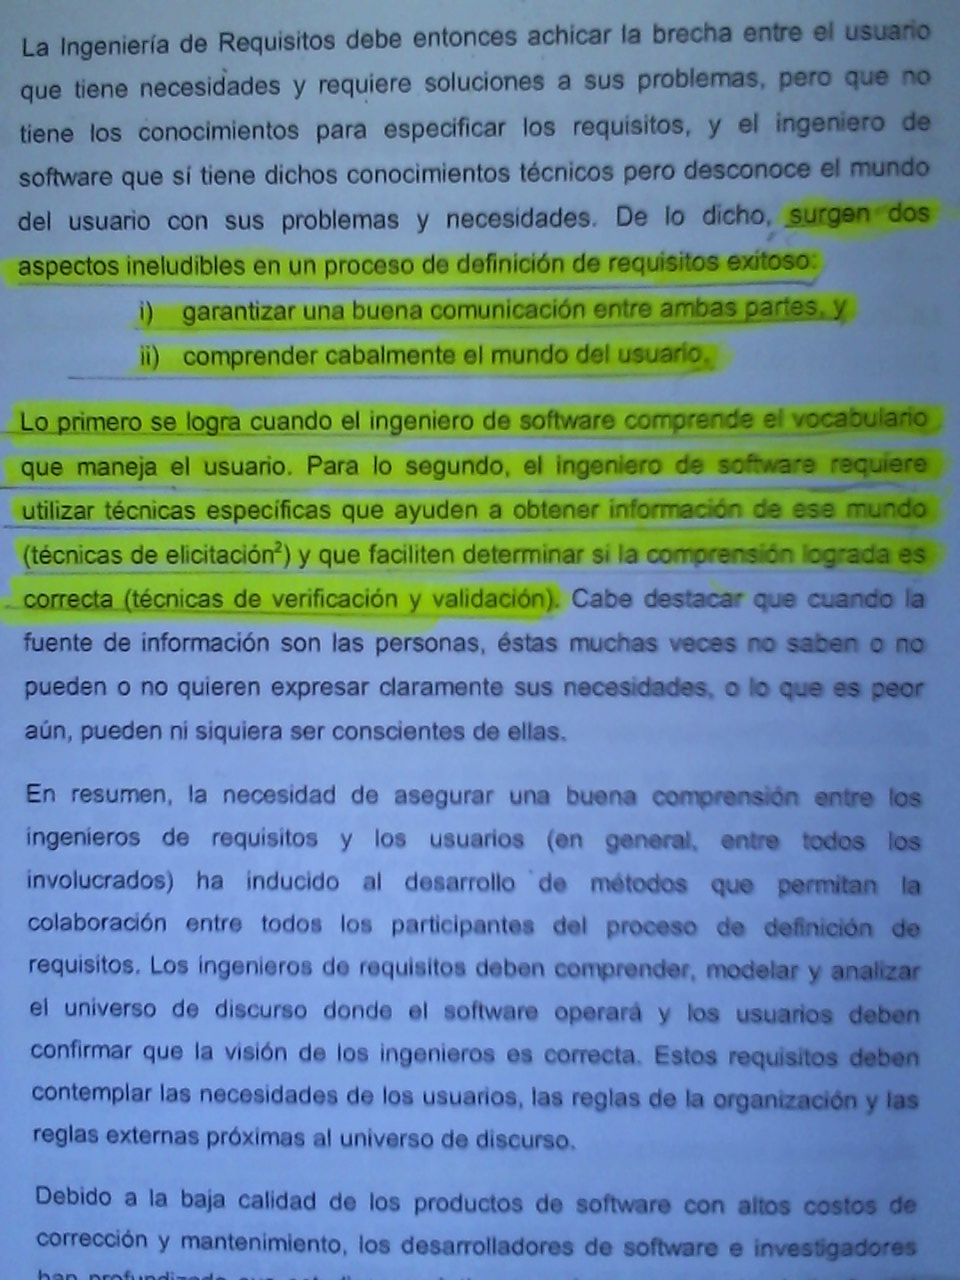 La Ingeniería de Requisitos debe entonces achicar la brecha entre el usuario
que tiene necesidades y requiere soluciones a sus problemas, pero que no
tiene los conocimientos para especificar los requisitos, y el ingeniero de
software que sí tiene dichos conocimientos técnicos pero desconoce el mundo
del usuario con sus problemas y necesidades. De lo dicho, surgen dos
aspectos ineludibles en un proceso de definición de requisitos exitoso:
i) garantizar una buena comunicación entre ambas partes, y
ii) comprender cabalmente el mundo del usuario.
Lo primero se logra cuando el ingeniero de software comprende el vocabulario
que maneja el usuario. Para lo segundo, el ingeniero de software requiere
utilizar técnicas específicas que ayuden a obtener información de ese mundo
(técnicas de elicitación²) y que faciliten determinar si la comprensión lograda es
correcta (técnicas de verificación y validación). Cabe destacar que cuando la
fuente de información son las personas, éstas muchas veces no saben o no
pueden o no quieren expresar claramente sus necesidades, o lo que es peor
aún, pueden ni siquiera ser conscientes de ellas.
En resumen, la necesidad de asegurar una buena comprensión entre los
ingenieros de requisitos y los usuarios (en general, entre todos los
involucrados) ha inducido al desarrollo de métodos que permitan la
colaboración entre todos los participantes del proceso de definición de
requisitos. Los ingenieros de requisitos deben comprender, modelar y analizar
el universo de discurso donde el software operará y los usuarios deben
confirmar que la visión de los ingenieros es correcta. Estos requisitos deben
contemplar las necesidades de los usuarios, las reglas de la organización y las
reglas externas próximas al universo de discurso.
Debido a la baja calidad de los productos de software con altos costos de
corrección y mantenimiento, los desarrolladores de software e investigadores
han profundizado